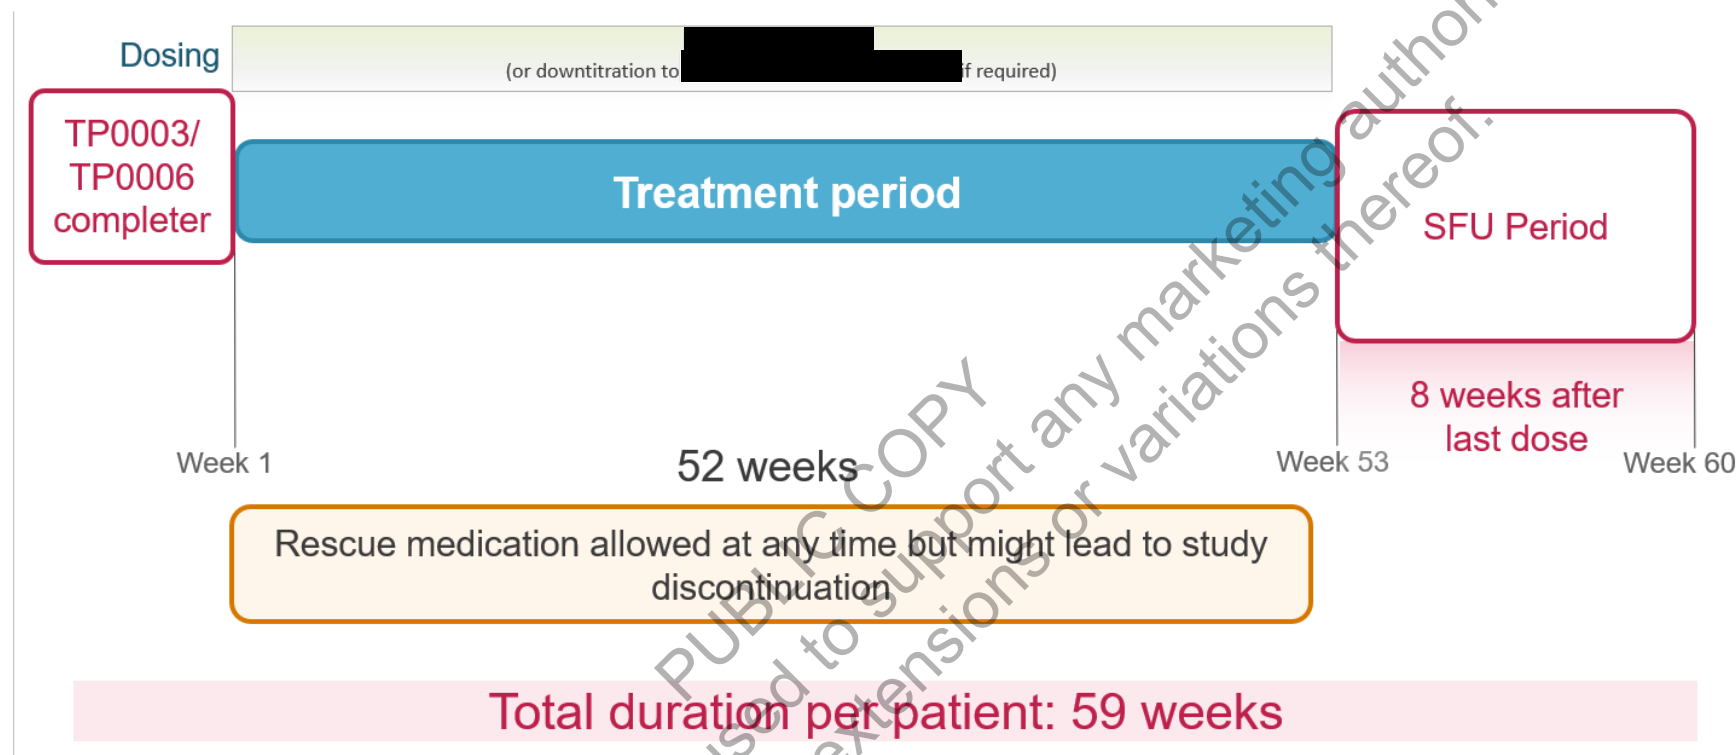 Dosing
(or downtitration to if required)
TP0003/
TP0006
completer
Treatment period
SFU Period
8 weeks after
last dose
Week 1
52 weeks
Week 53
Week 60
Rescue medication allowed at any time but might lead to study
discontinuation
Total duration per patient: 59 weeks
PUBLIC COPY
used to support any marketing author
extensions or variations thereof.